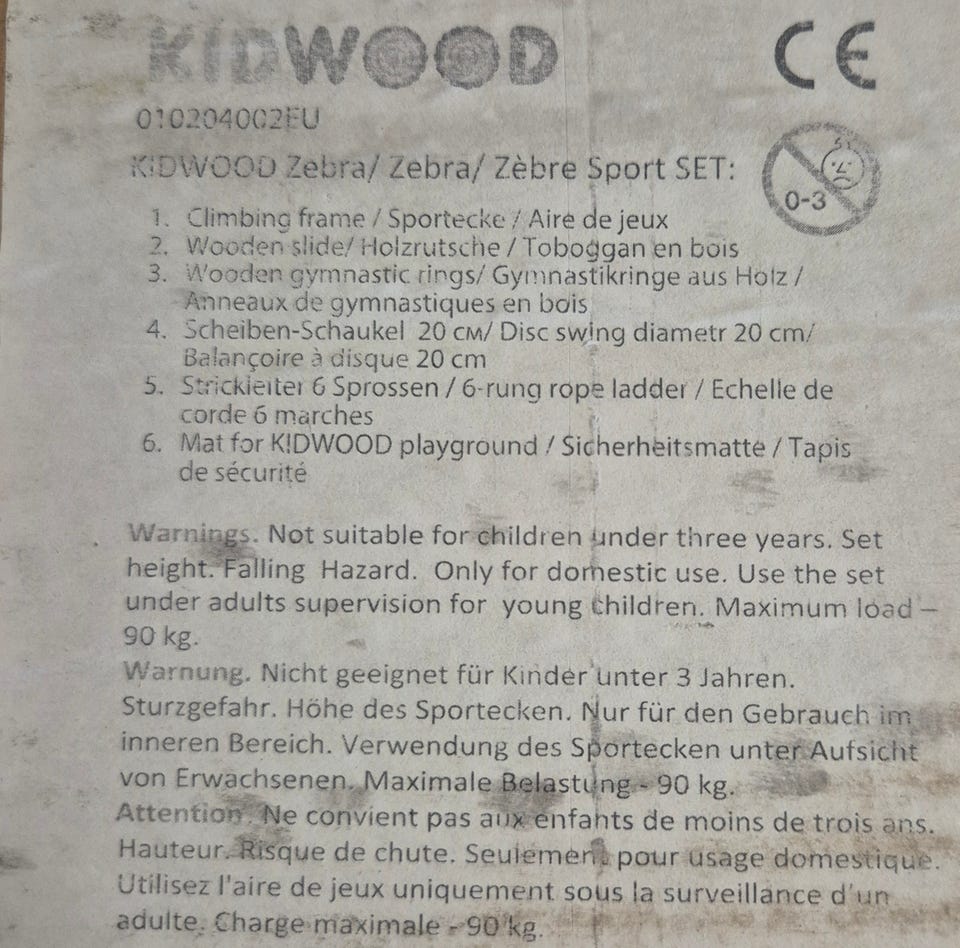 KIDWOOD
CE
010204002EU
KIDWOOD Zebra/ Zebra/ Zèbre Sport SET:
0-3
1. Climbing frame / Sportecke / Aire de jeux
2. Wooden slide/ Holzrutsche / Toboggan en bois
3. Wooden gymnastic rings/ Gymnastikringe aus Holz /
Anneaux de gymnastiques en bois
4. Scheiben-Schaukel 20 см/ Disc swing diametr 20 cm/
Balançoire à disque 20 cm
5. Strickleiter 6 Sprossen / 6-rung rope ladder / Echelle de
corde 6 marches
6. Mat for KIDWOOD playground / Sicherheitsmatte / Tapis
de sécurité
Warnings. Not suitable for children under three years. Set
height. Falling Hazard. Only for domestic use. Use the set
under adults supervision for young children. Maximum load –
90 kg.
Warnung. Nicht geeignet für Kinder unter 3 Jahren.
Sturzgefahr. Höhe des Sportecken. Nur für den Gebrauch im
inneren Bereich. Verwendung des Sportecken unter Aufsicht
von Erwachsenen. Maximale Belastung - 90 kg.
Attention. Ne convient pas aux enfants de moins de trois ans.
Hauteur. Risque de chute. Seulement pour usage domestique.
Utilisez l'aire de jeux uniquement sous la surveillance d'un
adulte. Charge maximale - 90 kg.